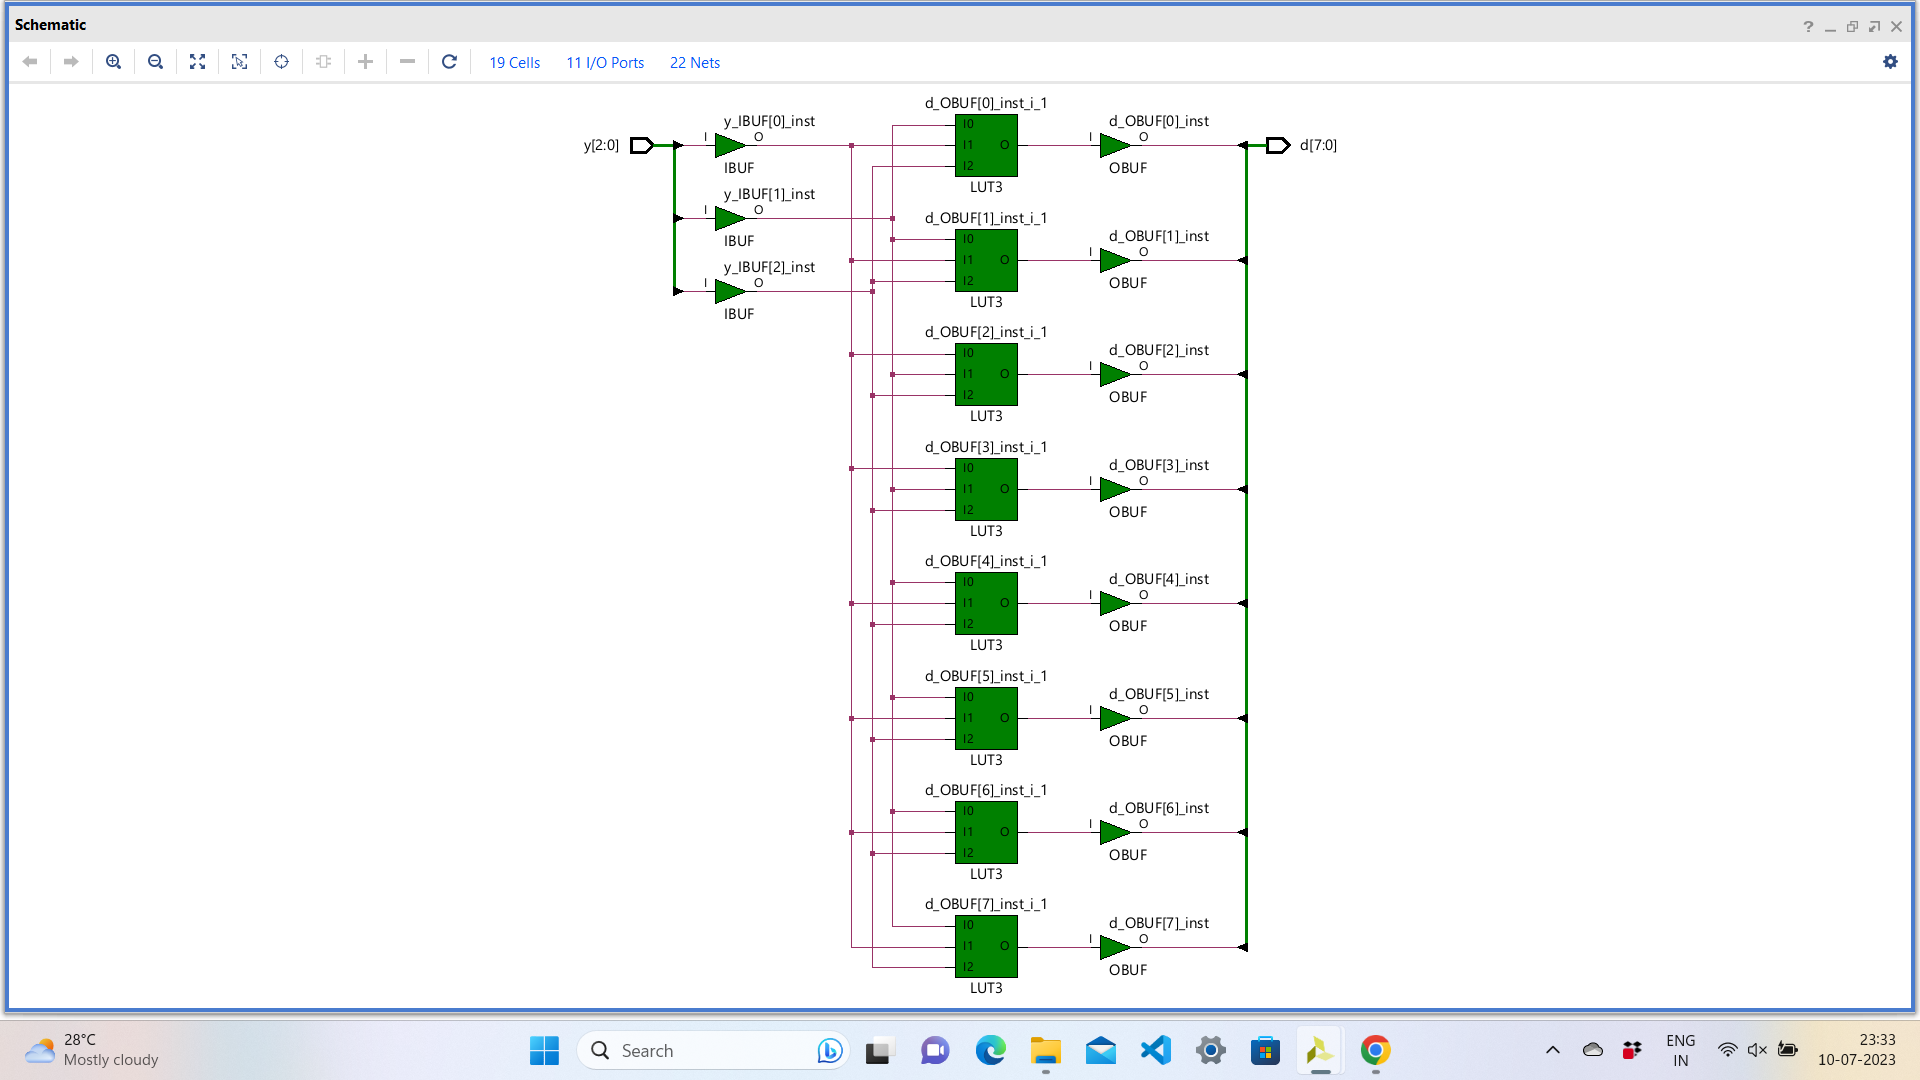 Schematic
?
19 Cells 11 I/O Ports 22 Nets
y[2:0]
I
y_IBUF[0]_inst
O
IBUF
I
y_IBUF[1]_inst
O
IBUF
I
y_IBUF[2]_inst
O
IBUF
d_OBUF[0]_inst_i_1
I0
I1 O
I2
LUT3
d_OBUF[1]_inst_i_1
I0
I1 O
I2
LUT3
d_OBUF[2]_inst_i_1
I0
I1 O
I2
LUT3
d_OBUF[3]_inst_i_1
I0
I1 O
I2
LUT3
d_OBUF[4]_inst_i_1
I0
I1 O
I2
LUT3
d_OBUF[5]_inst_i_1
I0
I1 O
I2
LUT3
d_OBUF[6]_inst_i_1
I0
I1 O
I2
LUT3
d_OBUF[7]_inst_i_1
I0
I1 O
I2
LUT3
d_OBUF[0]_inst
I O
OBUF
d_OBUF[1]_inst
I O
OBUF
d_OBUF[2]_inst
I O
OBUF
d_OBUF[3]_inst
I O
OBUF
d_OBUF[4]_inst
I O
OBUF
d_OBUF[5]_inst
I O
OBUF
d_OBUF[6]_inst
I O
OBUF
d_OBUF[7]_inst
I O
OBUF
d[7:0]
28°C
Mostly cloudy
Search
ENG
IN
23:33
10-07-2023